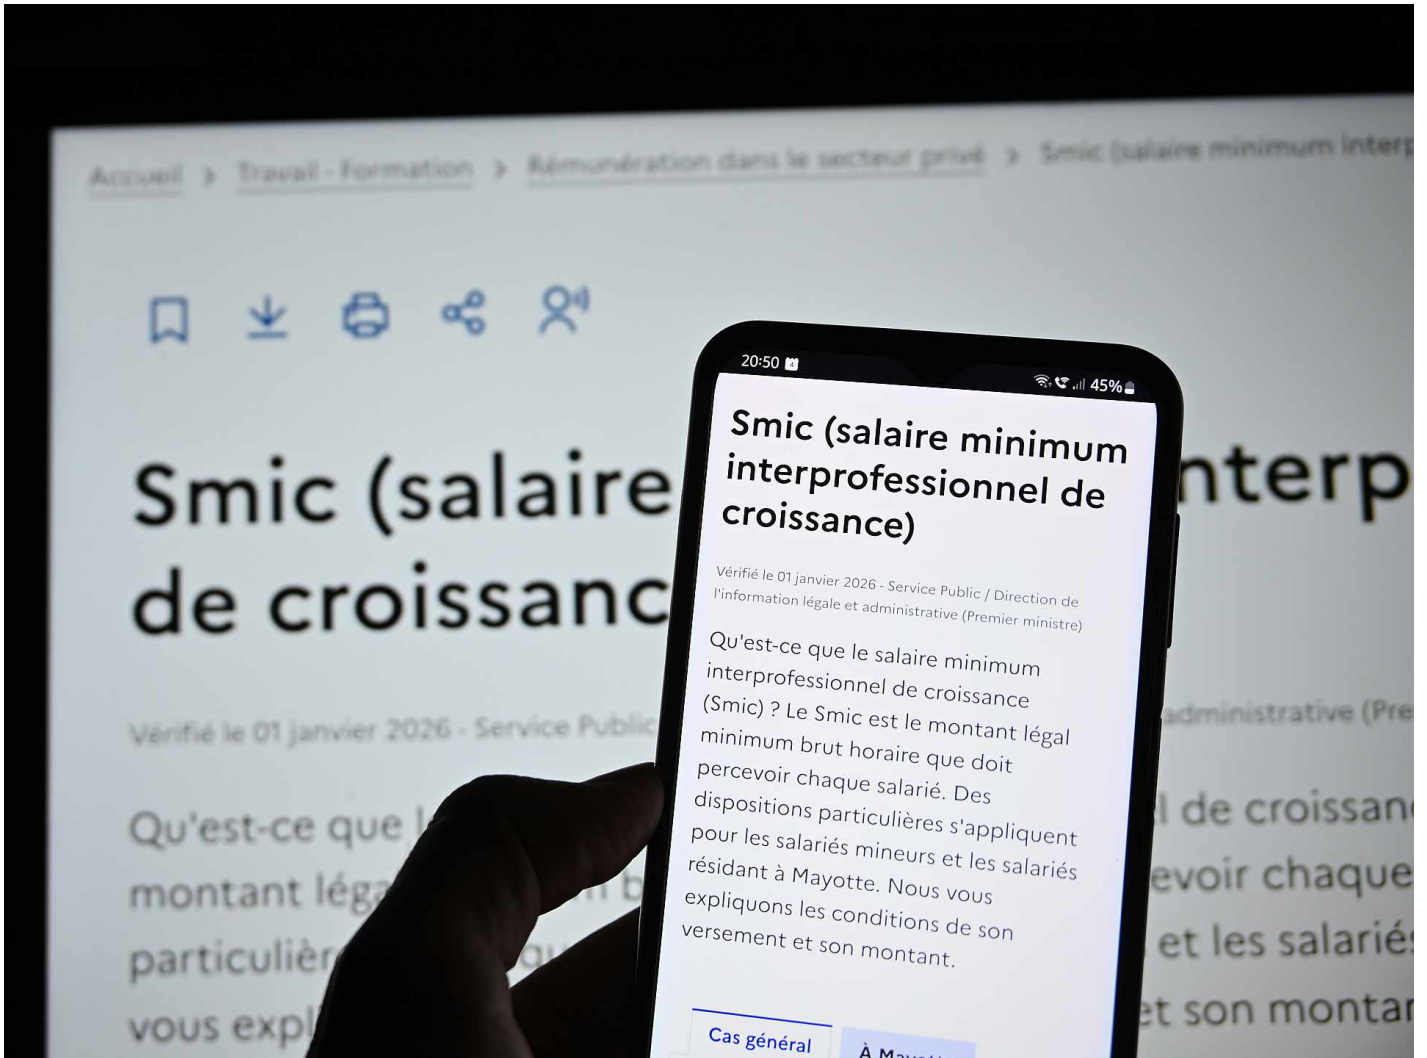 Accueil > Travail - Formation > Rémunération dans le secteur privé > Smic (salaire minimum interp
Smic (salaire
nterp
de croissanc
Vérifié le 01 janvier 2026 - Service Public
administrative (Pre
Qu'est-ce que l
l de croissan
montant léga
evoir chaque
particulièr
et les salariés
vous expl
et son montan
20:50
45%
Smic (salaire minimum
interprofessionnel de
croissance)
Vérifié le 01 janvier 2026 - Service Public / Direction de
l'information légale et administrative (Premier ministre)
Qu'est-ce que le salaire minimum
interprofessionnel de croissance
(Smic) ? Le Smic est le montant légal
minimum brut horaire que doit
percevoir chaque salarié. Des
dispositions particulières s'appliquent
pour les salariés mineurs et les salariés
résidant à Mayotte. Nous vous
expliquons les conditions de son
versement et son montant.
Cas général